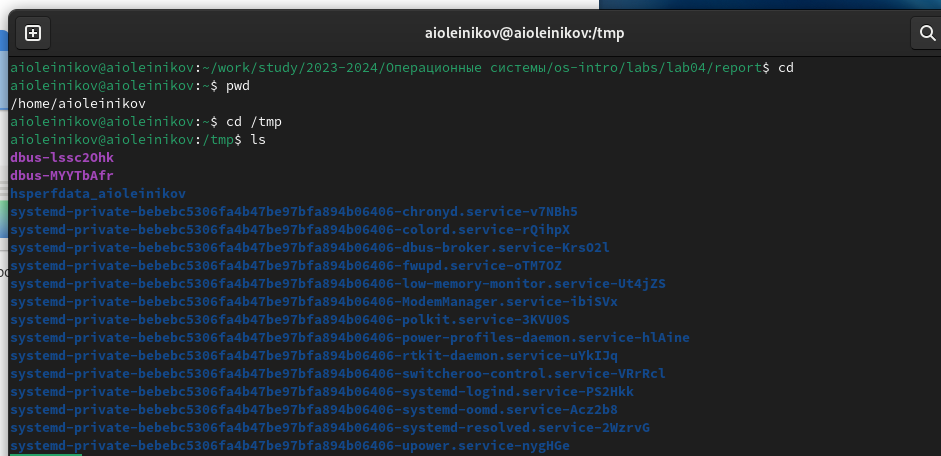 aioleinikov@aioleinikov:/tmp
aioleinikov@aioleinikov:~/work/study/2023-2024/Операционные системы/os-intro/labs/lab04/report$ cd
aioleinikov@aioleinikov:~$ pwd
/home/aioleinikov
aioleinikov@aioleinikov:~$ cd /tmp
aioleinikov@aioleinikov:/tmp$ ls
dbus-lssc2Ohk
dbus-MYYTbAfr
hsperfdata_aioleinikov
systemd-private-bebebc5306fa4b47be97bfa894b06406-chronyd.service-v7NBh5
systemd-private-bebebc5306fa4b47be97bfa894b06406-colord.service-rQihpX
systemd-private-bebebc5306fa4b47be97bfa894b06406-dbus-broker.service-KrsO2l
systemd-private-bebebc5306fa4b47be97bfa894b06406-fwupd.service-oTM7OZ
systemd-private-bebebc5306fa4b47be97bfa894b06406-low-memory-monitor.service-Ut4jZS
systemd-private-bebebc5306fa4b47be97bfa894b06406-ModemManager.service-ibiSVx
systemd-private-bebebc5306fa4b47be97bfa894b06406-polkit.service-3KVU0S
systemd-private-bebebc5306fa4b47be97bfa894b06406-power-profiles-daemon.service-hlAine
systemd-private-bebebc5306fa4b47be97bfa894b06406-rtkit-daemon.service-uYkIJq
systemd-private-bebebc5306fa4b47be97bfa894b06406-switcheroo-control.service-VRrRcl
systemd-private-bebebc5306fa4b47be97bfa894b06406-systemd-logind.service-PS2Hkk
systemd-private-bebebc5306fa4b47be97bfa894b06406-systemd-oomd.service-Acz2b8
systemd-private-bebebc5306fa4b47be97bfa894b06406-systemd-resolved.service-2WzrvG
systemd-private-bebebc5306fa4b47be97bfa894b06406-upower.service-nygHGe